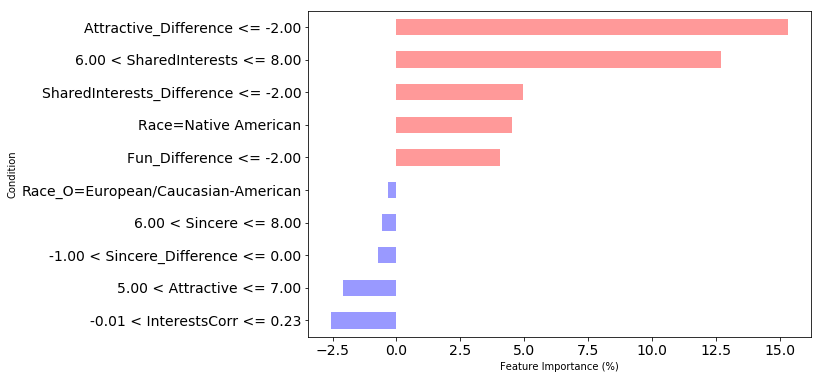 Attractive_Difference <= -2.00
6.00 < SharedInterests <= 8.00
SharedInterests_Difference <= -2.00
Race=Native American
Fun_Difference <= -2.00
Condition
Race_O=European/Caucasian-American
6.00 < Sincere <= 8.00
-1.00 < Sincere_Difference <= 0.00
5.00 < Attractive <= 7.00
-0.01 < InterestsCorr <= 0.23
−2.5 0.0 2.5 5.0 7.5 10.0 12.5 15.0
Feature Importance (%)